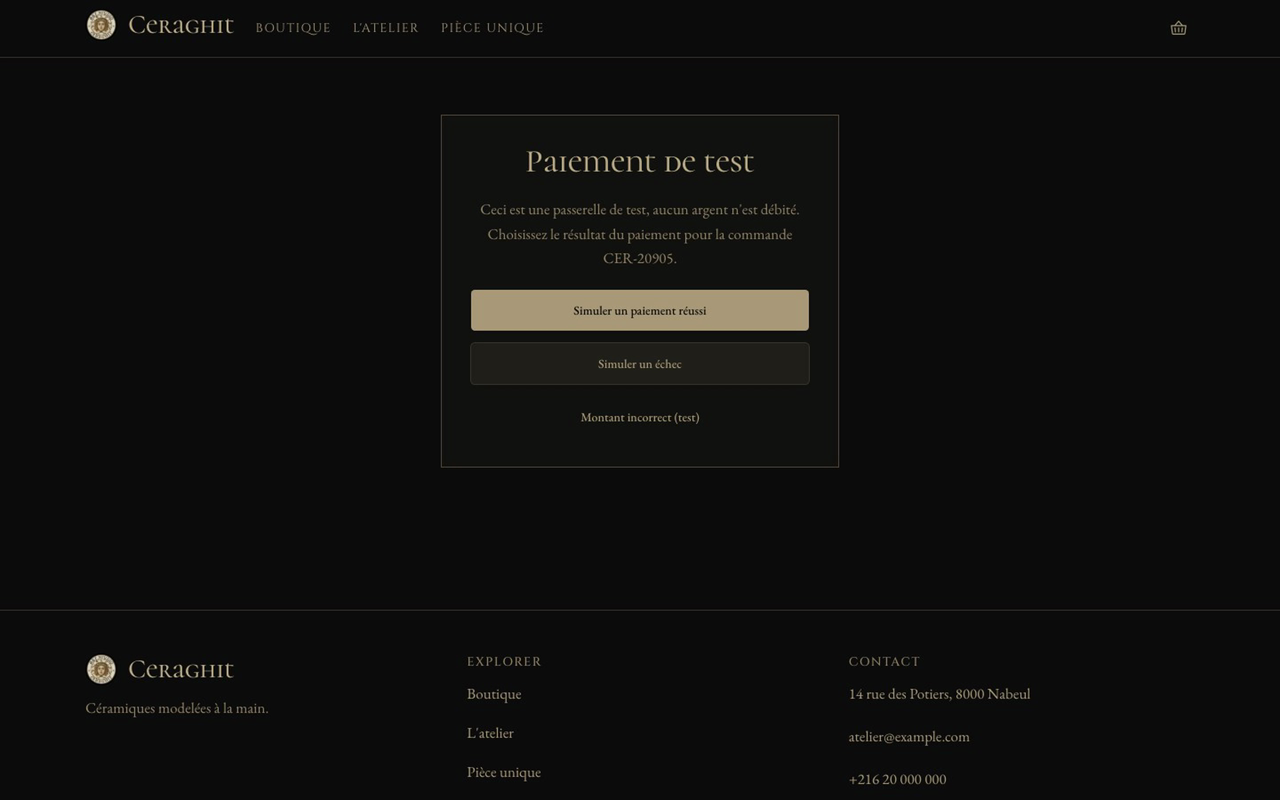 Ceraghit
BOUTIQUE
L'ATELIER
PIÈCE UNIQUE
Paiement de test
Ceci est une passerelle de test, aucun argent n'est débité.
Choisissez le résultat du paiement pour la commande
CER-20905.
Simuler un paiement réussi
Simuler un échec
Montant incorrect (test)
Ceraghit
Céramiques modelées à la main.
EXPLORER
Boutique
L'atelier
Pièce unique
CONTACT
14 rue des Potiers, 8000 Nabeul
atelier@example.com
+216 20 000 000